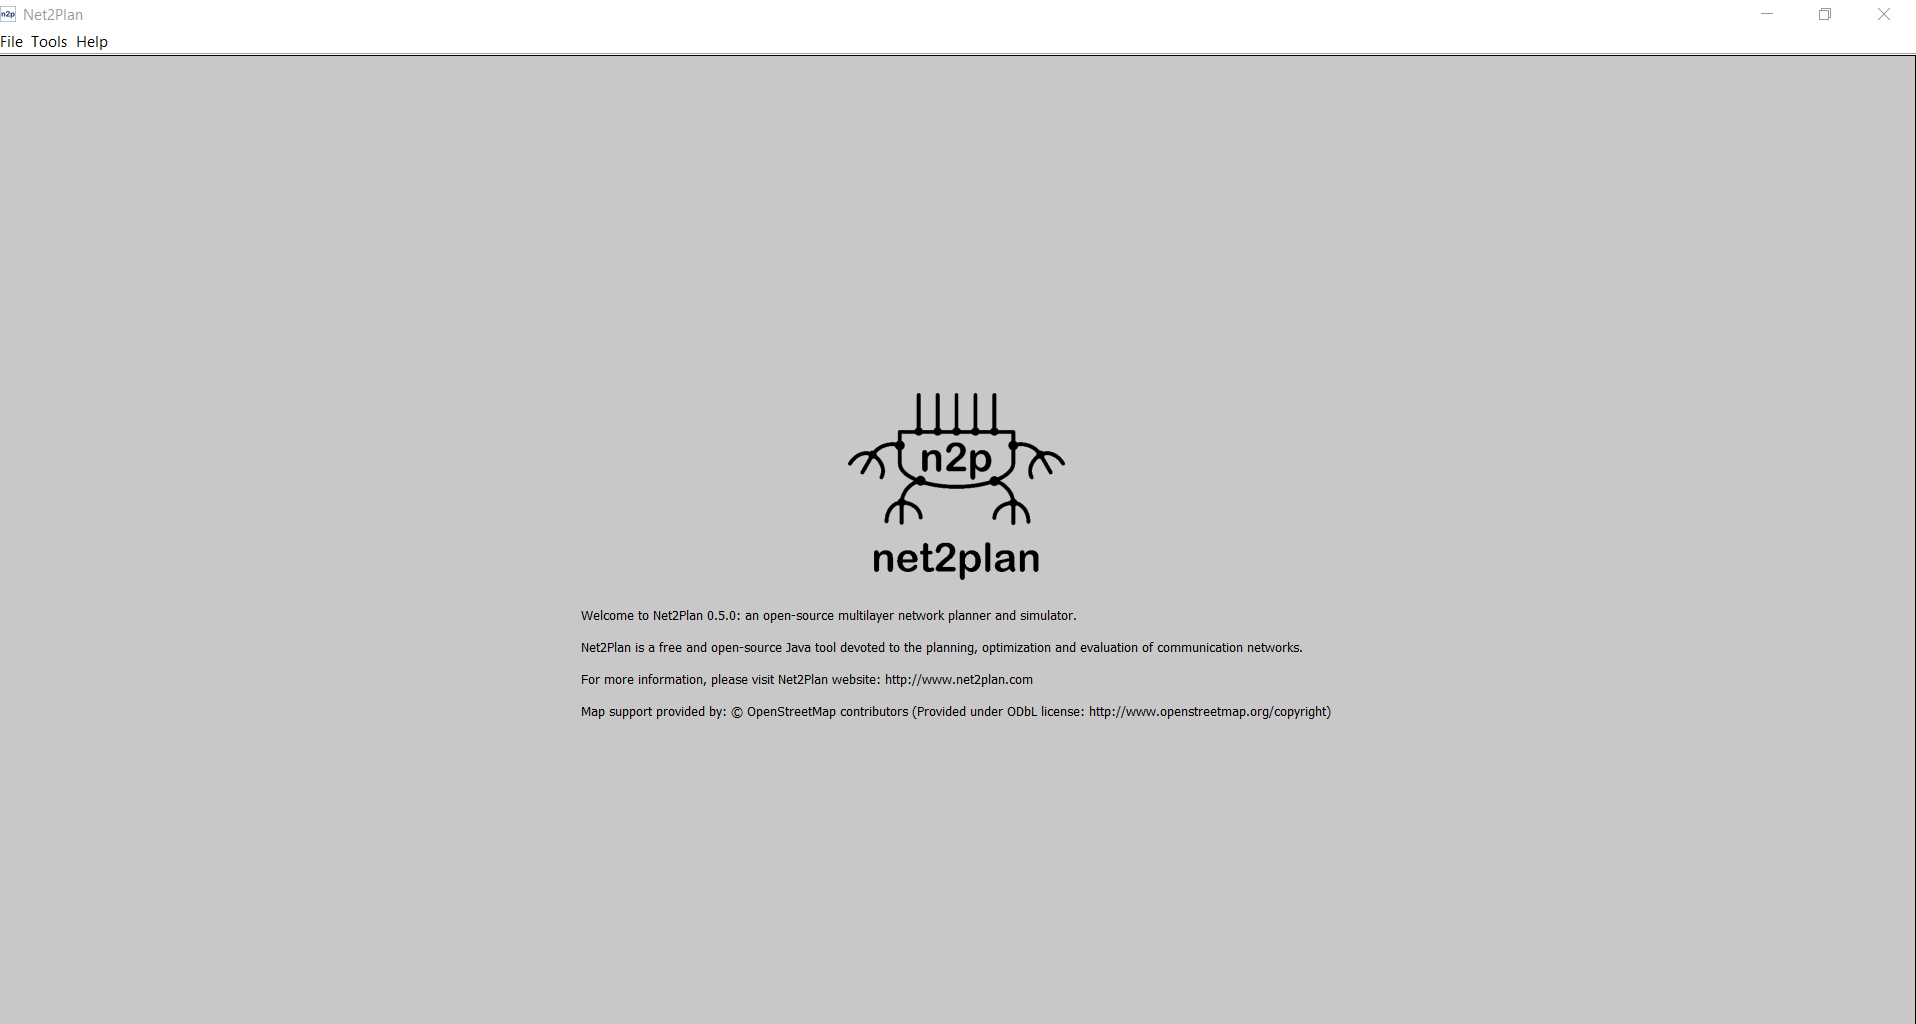 n2p Net2Plan
File Tools Help
n2p
net2plan
Welcome to Net2Plan 0.5.0: an open-source multilayer network planner and simulator.
Net2Plan is a free and open-source Java tool devoted to the planning, optimization and evaluation of communication networks.
For more information, please visit Net2Plan website: http://www.net2plan.com
Map support provided by: © OpenStreetMap contributors (Provided under ODbL license: http://www.openstreetmap.org/copyright)